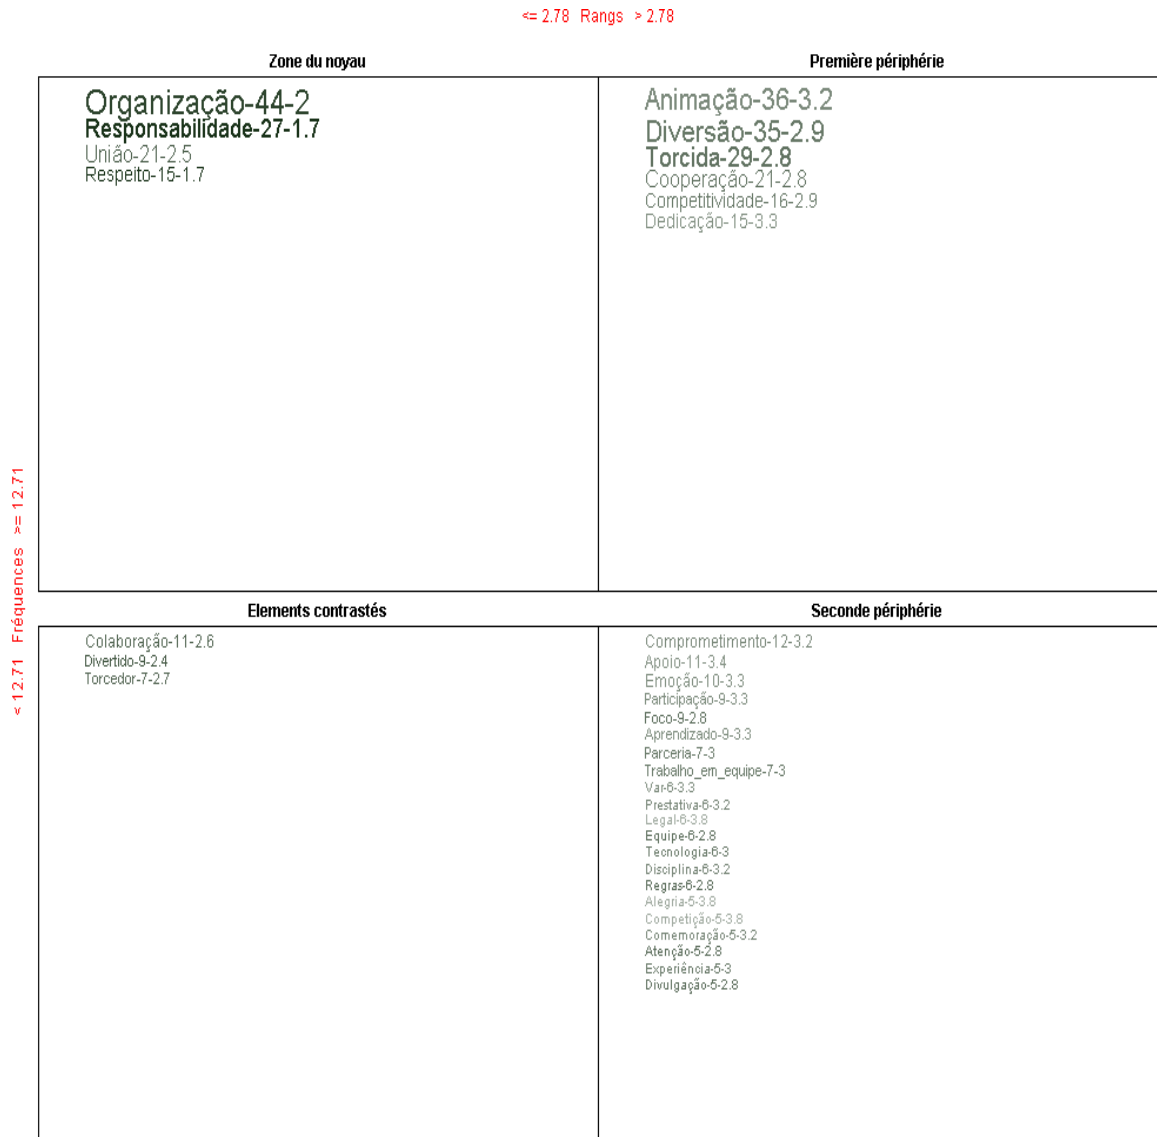 <= 2.78 Rangs > 2.78
Zone du noyau
Organização-44-2
Responsabilidade-27-1.7
União-21-2.5
Respeito-15-1.7
Première périphérie
Animação-36-3.2
Diversão-35-2.9
Torcida-29-2.8
Cooperação-21-2.8
Competitividade-16-2.9
Dedicação-15-3.3
< 12.71 Fréquences >= 12.71
Elements contrastés
Colaboração-11-2.6
Divertido-9-2.4
Torcedor-7-2.7
Seconde périphérie
Comprometimento-12-3.2
Apoio-11-3.4
Emoção-10-3.3
Participação-9-3.3
Foco-9-2.8
Aprendizado-9-3.3
Parceria-7-3
Trabalho_em_equipe-7-3
Var-6-3.3
Prestativa-6-3.2
Legal-6-3.8
Equipe-6-2.8
Tecnologia-6-3
Disciplina-6-3.2
Regras-6-2.8
Alegria-5-3.8
Competição-5-3.8
Comemoração-5-3.2
Atenção-5-2.8
Experiência-5-3
Divulgação-5-2.8